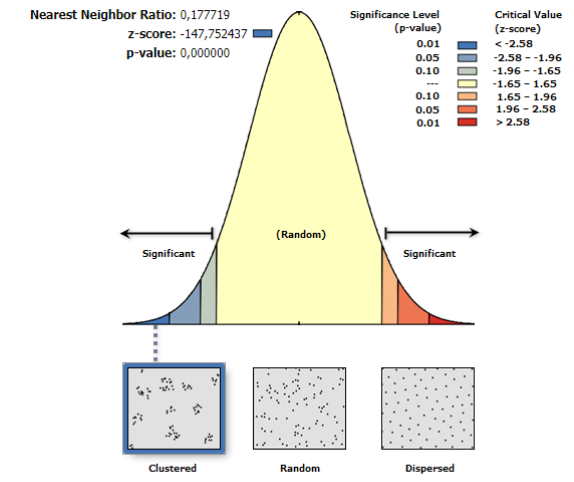 Nearest Neighbor Ratio: 0,177719
z-score: -147,752437
p-value: 0,000000
Significance Level
(p-value)
Critical Value
(z-score)
0.01 < -2.58
0.05 -2.58 – -1.96
0.10 -1.96 – -1.65
--- -1.65 – 1.65
0.10 1.65 – 1.96
0.05 1.96 – 2.58
0.01 > 2.58
(Random)
Significant
Significant
Clustered
Random
Dispersed